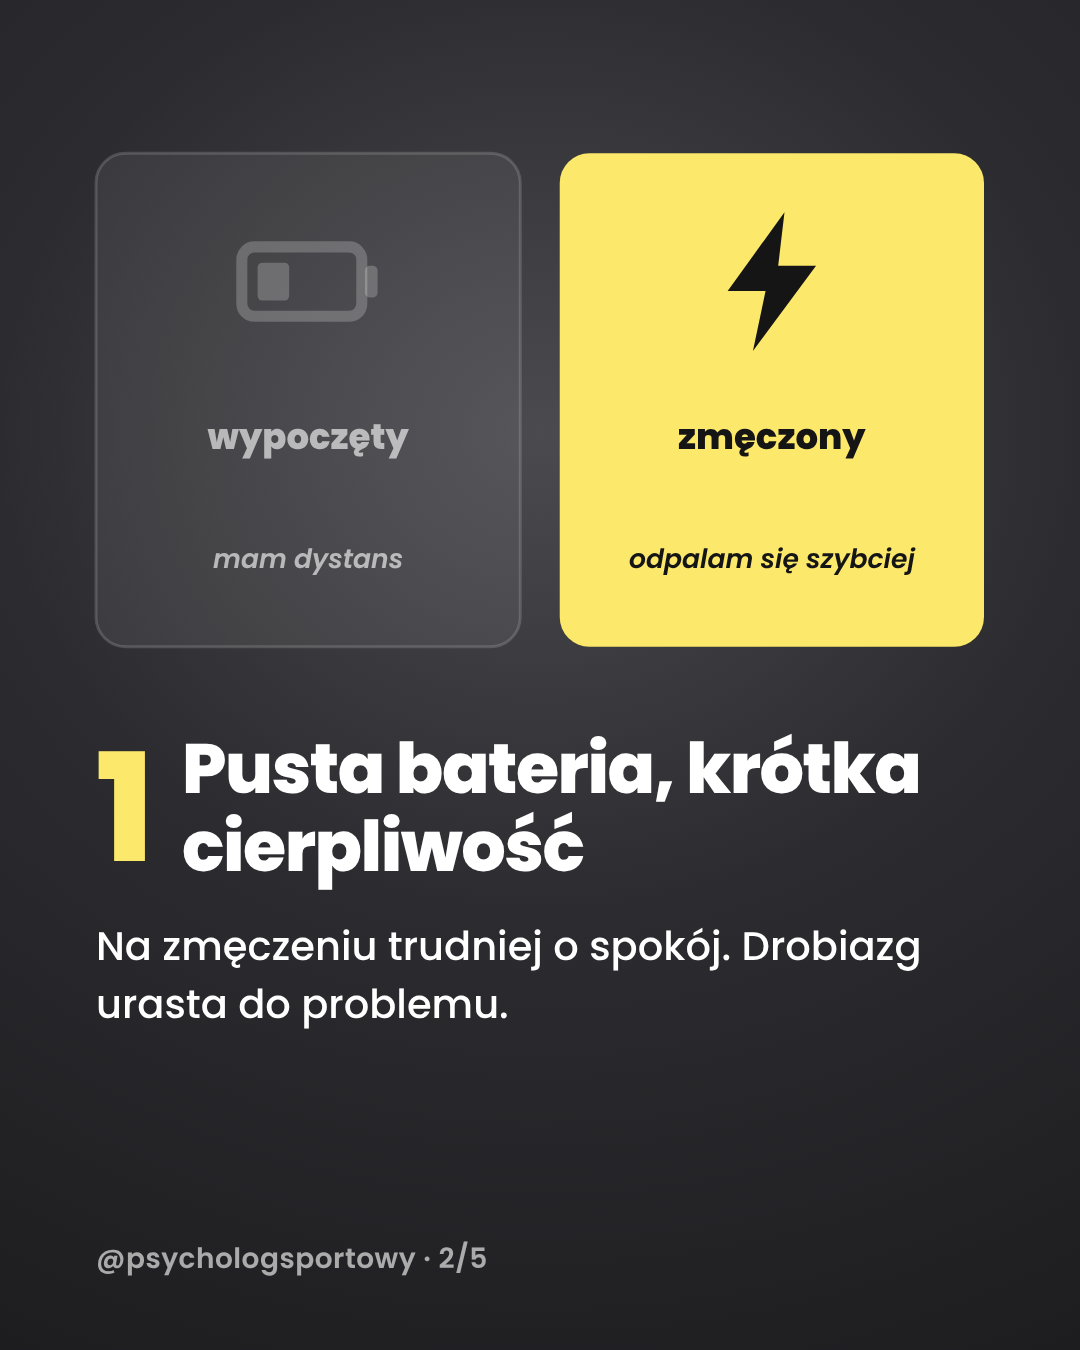 wypoczęty
mam dystans
zmęczony
odpalam się szybciej
1
Pusta bateria, krótka
cierpliwość
Na zmęczeniu trudniej o spokój. Drobiazg
urasta do problemu.
@psychologsportowy · 2/5